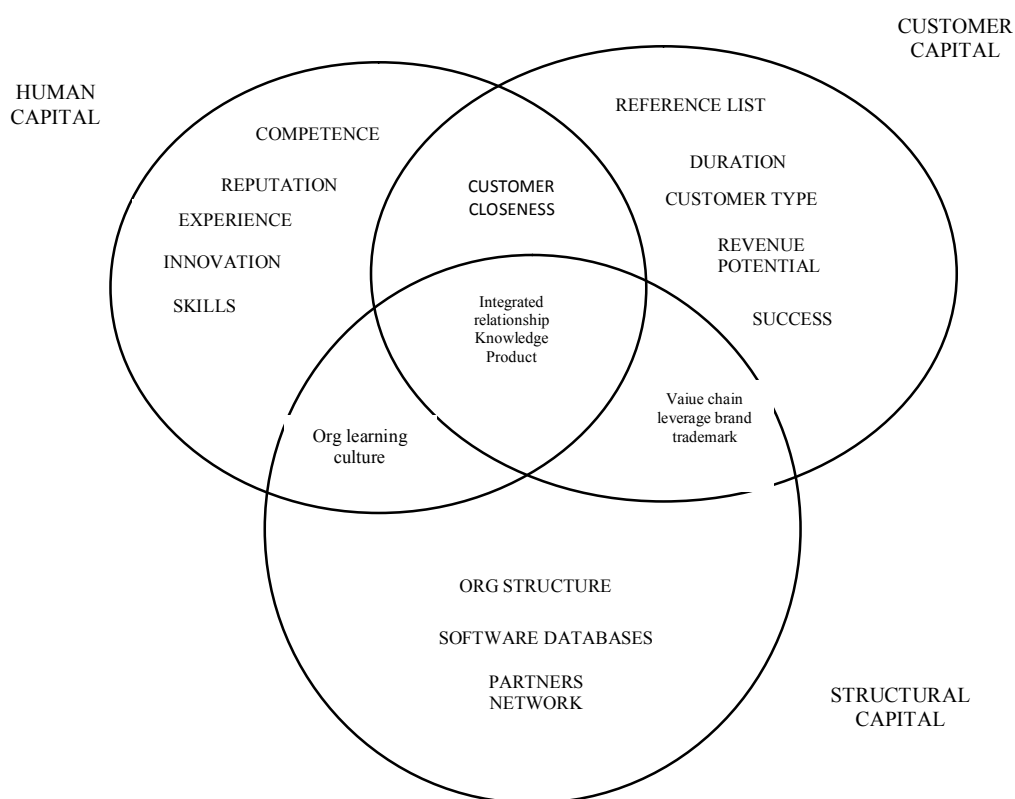 CUSTOMER
CAPITAL
HUMAN
CAPITAL
REFERENCE LIST
COMPETENCE
DURATION
REPUTATION
CUSTOMER
CLOSENESS
CUSTOMER TYPE
EXPERIENCE
REVENUE
POTENTIAL
INNOVATION
SKILLS
Integrated
relationship
Knowledge
Product
SUCCESS
Vaiue chain
leverage brand
trademark
Org learning
culture
ORG STRUCTURE
SOFTWARE DATABASES
PARTNERS
NETWORK
STRUCTURAL
CAPITAL